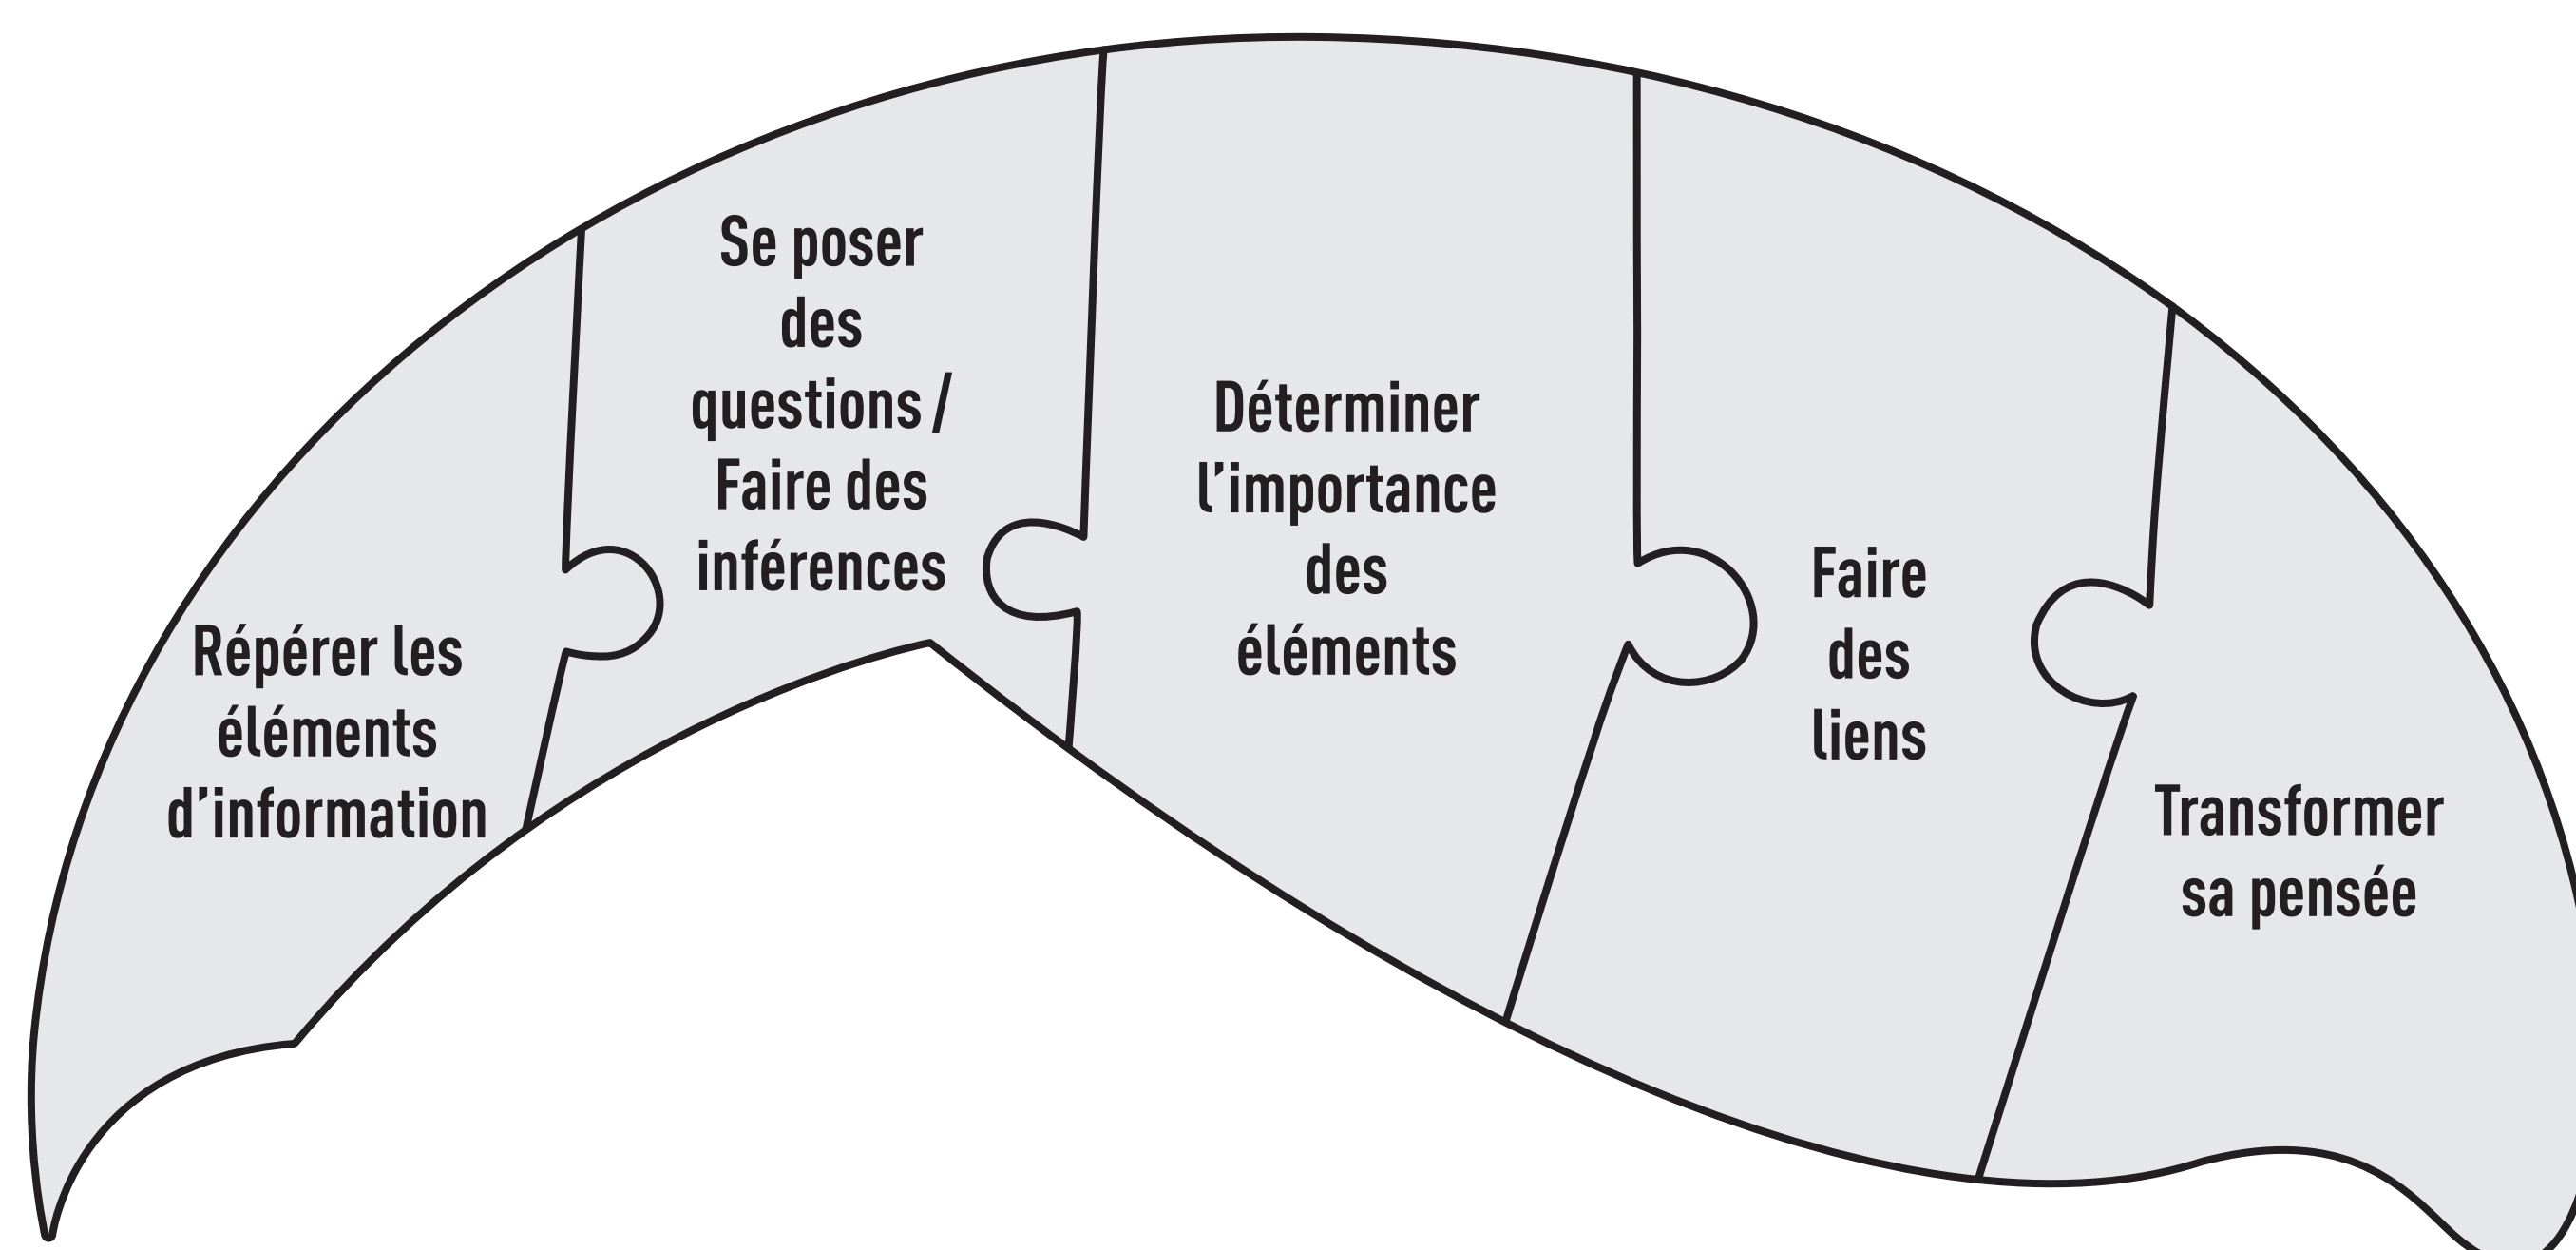 Répérer les
éléments
d’information
Se poser
des
questions /
Faire des
inférences
Déterminer
l’importance
des
éléments
Faire
des
liens
Transformer
sa pensée